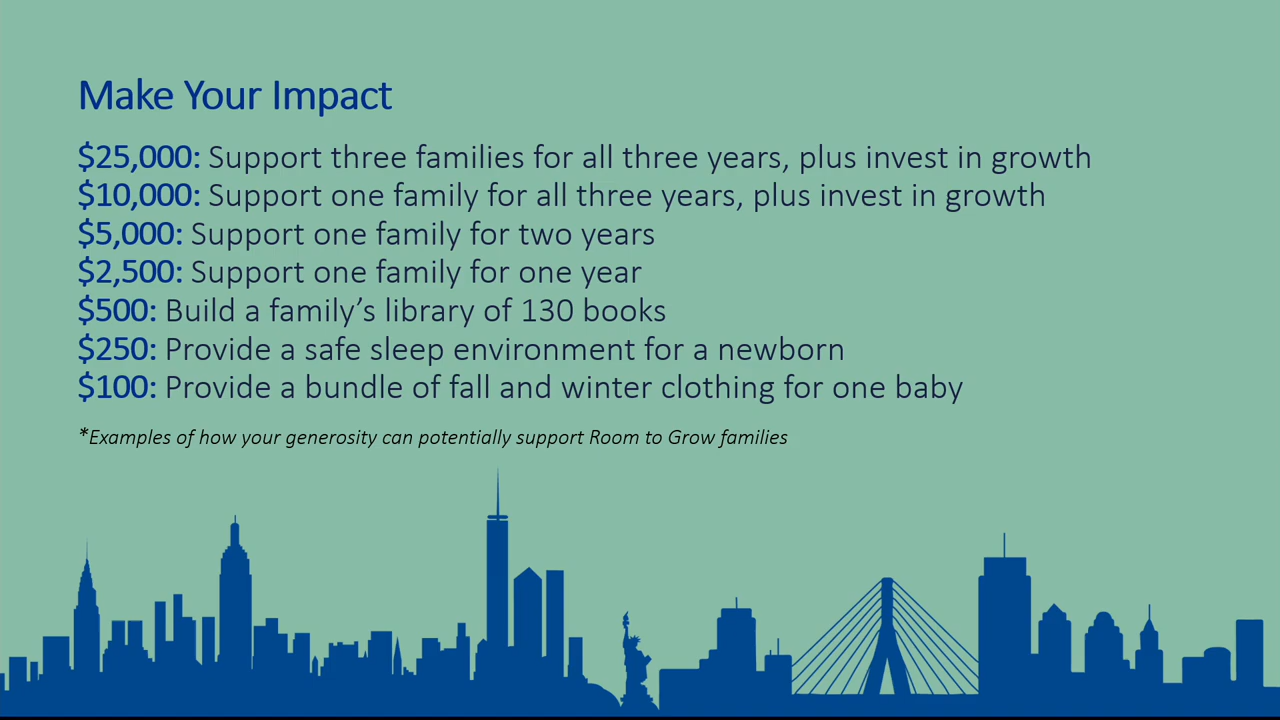 Make Your Impact
$25,000: Support three families for all three years, plus invest in growth
$10,000: Support one family for all three years, plus invest in growth
$5,000: Support one family for two years
$2,500: Support one family for one year
$500: Build a family’s library of 130 books
$250: Provide a safe sleep environment for a newborn
$100: Provide a bundle of fall and winter clothing for one baby
*Examples of how your generosity can potentially support Room to Grow families